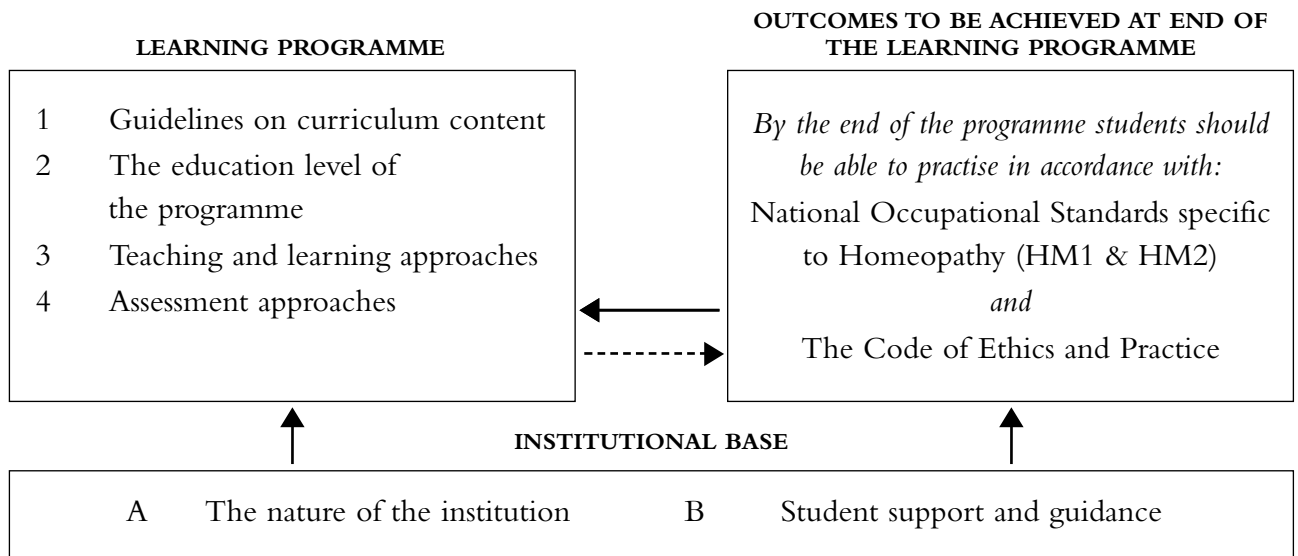 LEARNING PROGRAMME
1 Guidelines on curriculum content
2 The education level of
the programme
3 Teaching and learning approaches
4 Assessment approaches
OUTCOMES TO BE ACHIEVED AT END OF
THE LEARNING PROGRAMME
By the end of the programme students should
be able to practise in accordance with:
National Occupational Standards specific
to Homeopathy (HM1 & HM2)
and
The Code of Ethics and Practice
INSTITUTIONAL BASE
A The nature of the institution B Student support and guidance